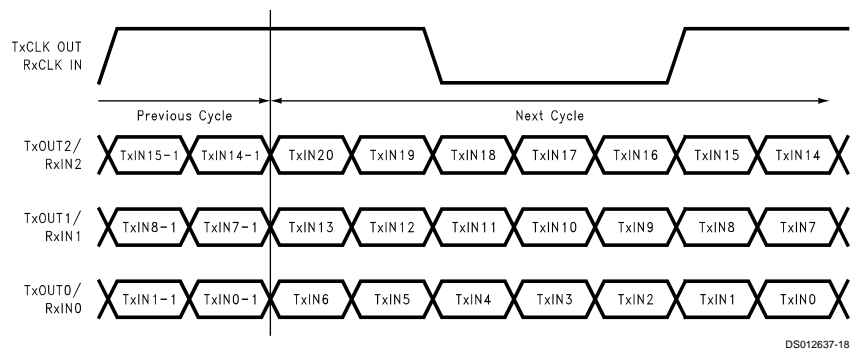 TxCLK OUT
RxCLK IN
Previous Cycle
Next Cycle
TxOUT2/
RxIN2
TxIN15-1 TxIN14-1 TxIN20 TxIN19 TxIN18 TxIN17 TxIN16 TxIN15 TxIN14
TxOUT1/
RxIN1
TxIN8-1 TxIN7-1 TxIN13 TxIN12 TxIN11 TxIN10 TxIN9 TxIN8 TxIN7
TxOUT0/
RxIN0
TxIN1-1 TxIN0-1 TxIN6 TxIN5 TxIN4 TxIN3 TxIN2 TxIN1 TxIN0
DS012637-18